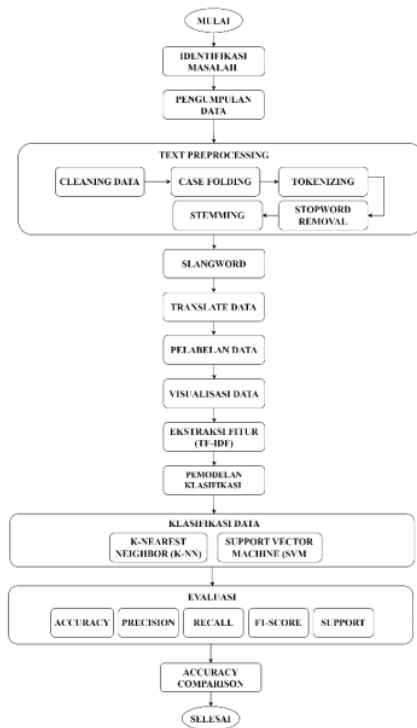 MULAI
IDENTIFIKASI
MASALAH
PENGUMPULAN
DATA
TEXT PREPROCESSING
CLEANING DATA
CASE FOLDING
TOKENIZING
STEMMING
STOPWORD
REMOVAL
SLANGWORD
TRANSLATE DATA
PELABELAN DATA
VISUALISASI DATA
EKSTRAKSI FITUR
(TF-IDF)
PEMODELAN
KLASIFIKASI
KLASIFIKASI DATA
K-NEAREST
NEIGHBOR (K-NN)
SUPPORT VECTOR
MACHINE (SVM
EVALUASI
ACCURACY
PRECISION
RECALL
F1-SCORE
SUPPORT
ACCURACY
COMPARISON
SELESAI